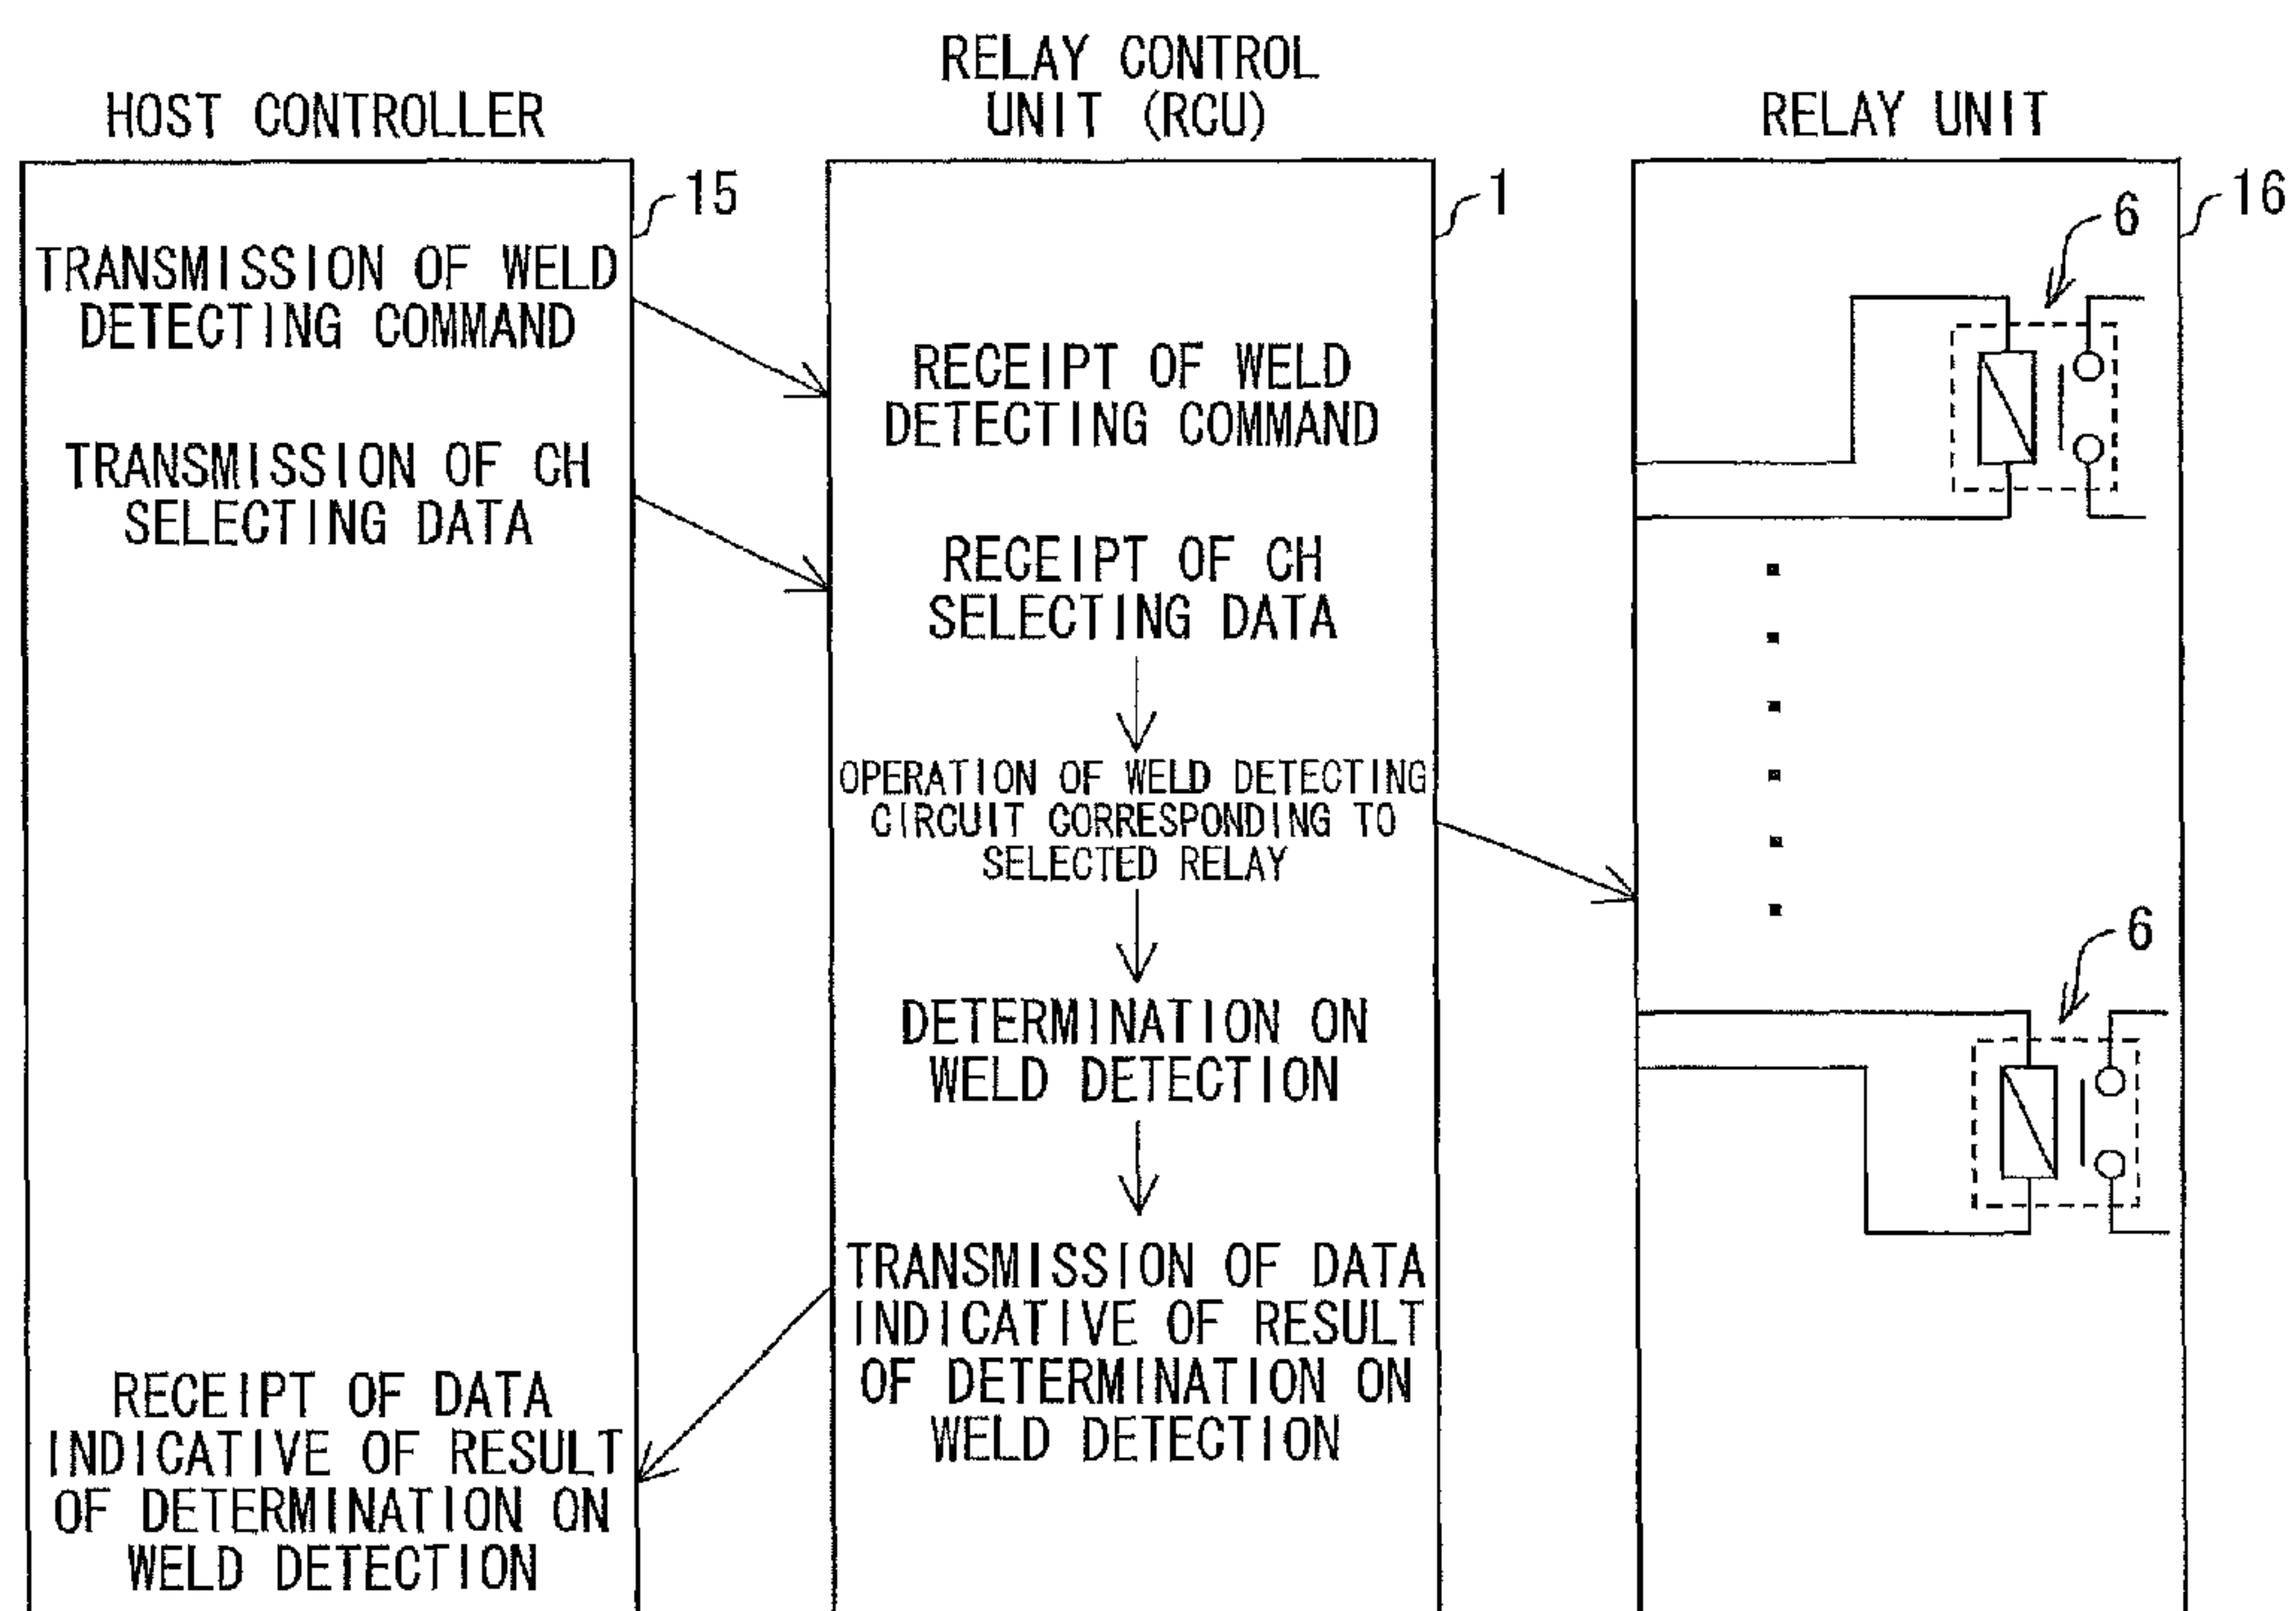 HOST CONTROLLER
RELAY CONTROL
UNIT (RCU)
RELAY UNIT
15
1
16
TRANSMISSION OF WELD
DETECTING COMMAND
TRANSMISSION OF CH
SELECTING DATA
RECEIPT OF DATA
INDICATIVE OF RESULT
OF DETERMINATION ON
WELD DETECTION
RECEIPT OF WELD
DETECTING COMMAND
RECEIPT OF CH
SELECTING DATA
OPERATION OF WELD DETECTING
CIRCUIT CORRESPONDING TO
SELECTED RELAY
DETERMINATION ON
WELD DETECTION
TRANSMISSION OF DATA
INDICATIVE OF RESULT
OF DETERMINATION ON
WELD DETECTION
6
6